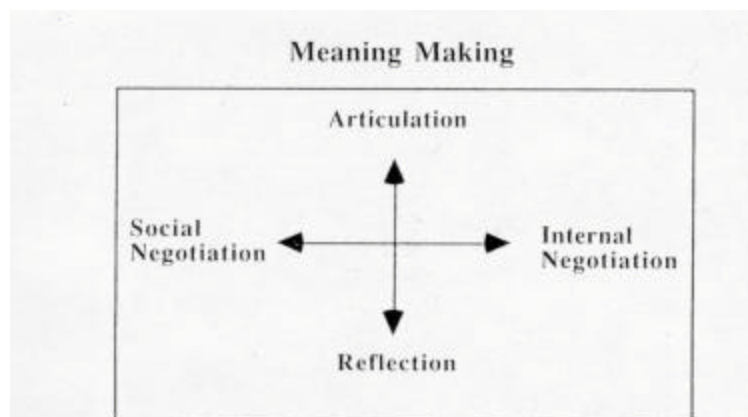 Meaning Making
Articulation
Social
Negotiation
Internal
Negotiation
Reflection